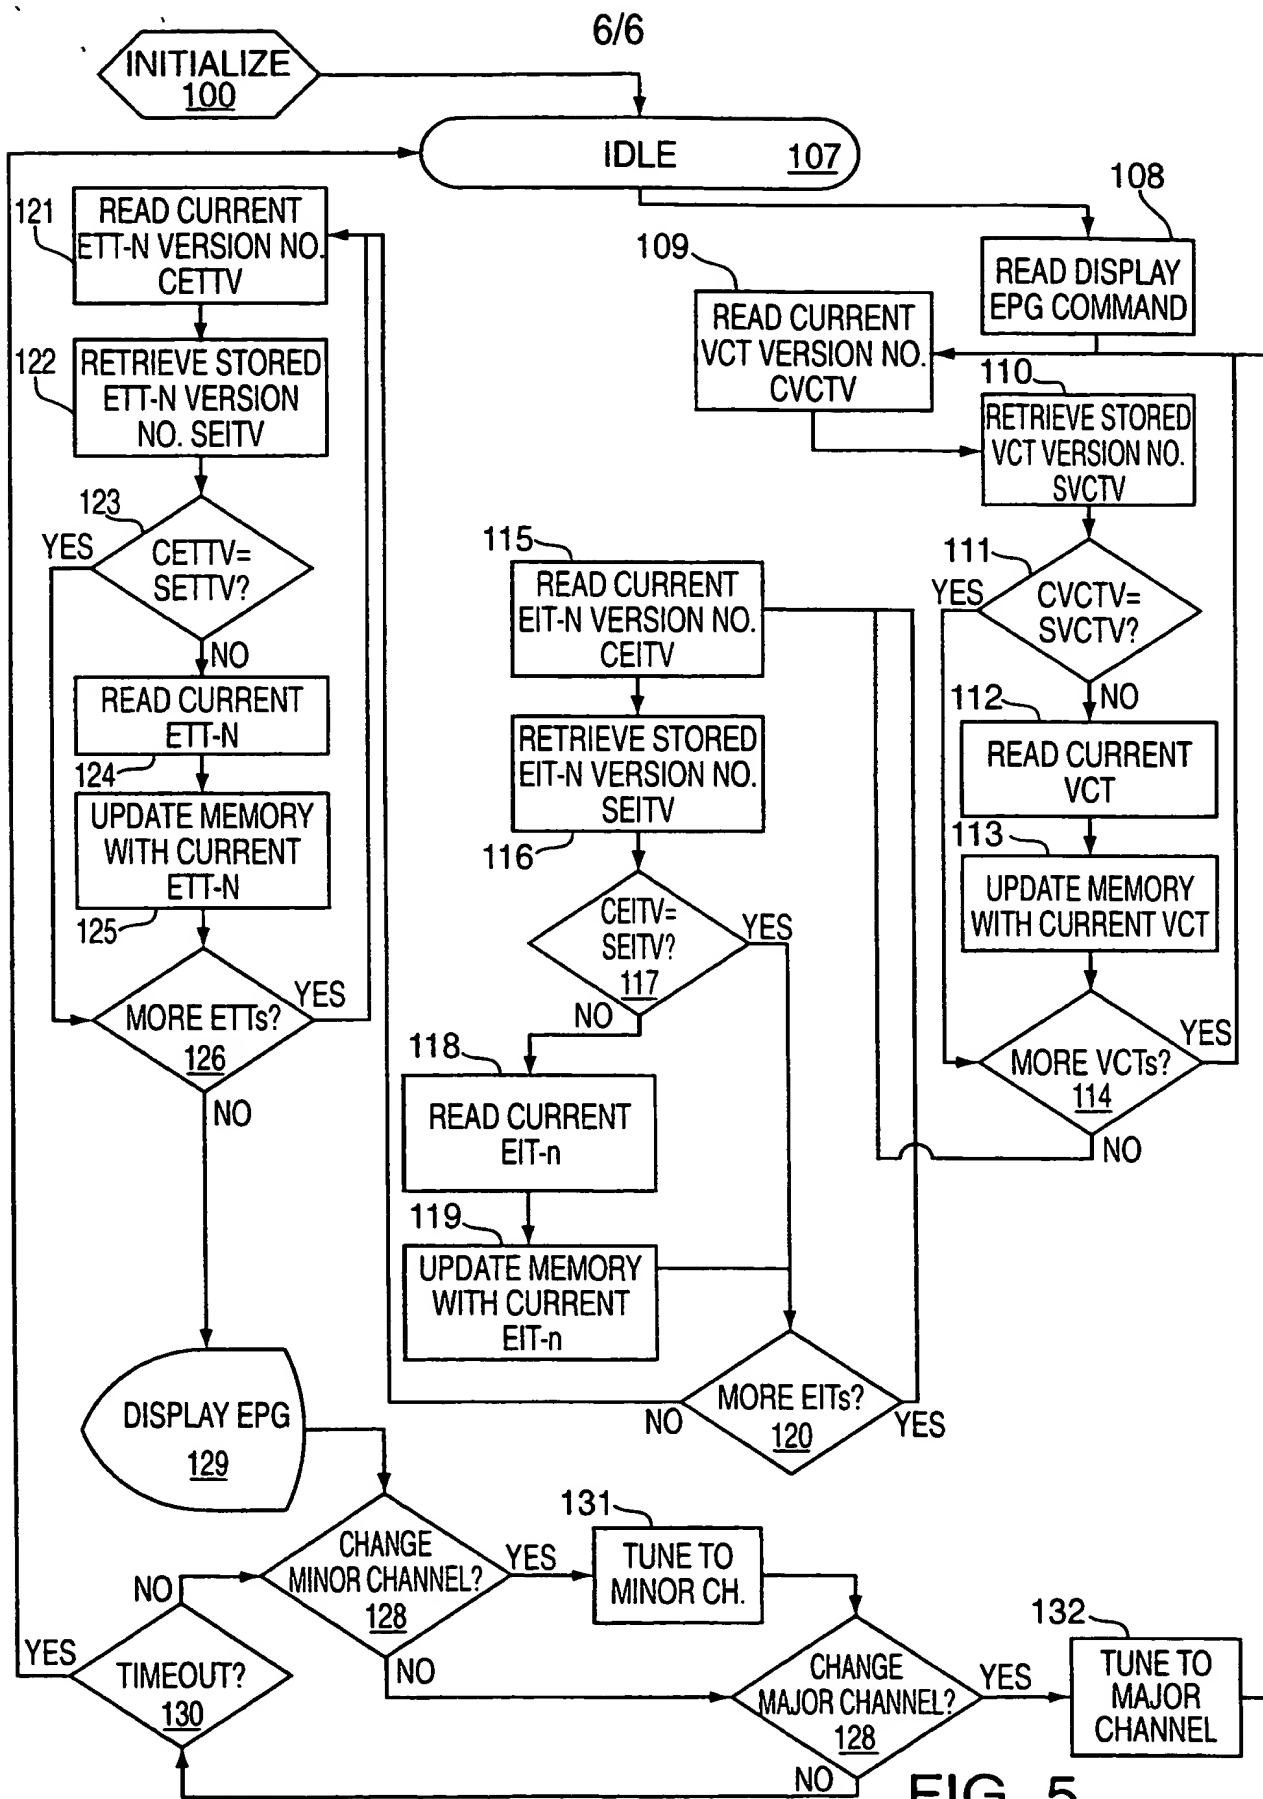 6/6
INITIALIZE
100
IDLE
107
108
READ DISPLAY
EPG COMMAND
109
READ CURRENT
VCT VERSION NO.
CVCTV
110
RETRIEVE STORED
VCT VERSION NO.
SVCTV
111
CVCTV=
SVCTV?
YES
NO
112
READ CURRENT
VCT
113
UPDATE MEMORY
WITH CURRENT VCT
MORE VCTs?
114
YES
NO
115
READ CURRENT
EIT-N VERSION NO.
CEITV
RETRIEVE STORED
EIT-N VERSION NO.
SEITV
116
CEITV=
SEITV?
117
YES
NO
118
READ CURRENT
EIT-n
119
UPDATE MEMORY
WITH CURRENT
EIT-n
MORE EITs?
120
NO
YES
121
READ CURRENT
ETT-N VERSION NO.
CETTV
122
RETRIEVE STORED
ETT-N VERSION
NO. SEITV
123
YES
CETTV=
SETTV?
NO
READ CURRENT
ETT-N
124
UPDATE MEMORY
WITH CURRENT
ETT-N
125
MORE ETTs?
126
YES
NO
DISPLAY EPG
129
CHANGE
MINOR CHANNEL?
128
YES
NO
131
TUNE TO
MINOR CH.
CHANGE
MAJOR CHANNEL?
128
YES
NO
132
TUNE TO
MAJOR
CHANNEL
TIMEOUT?
130
NO
YES
FIG. 5